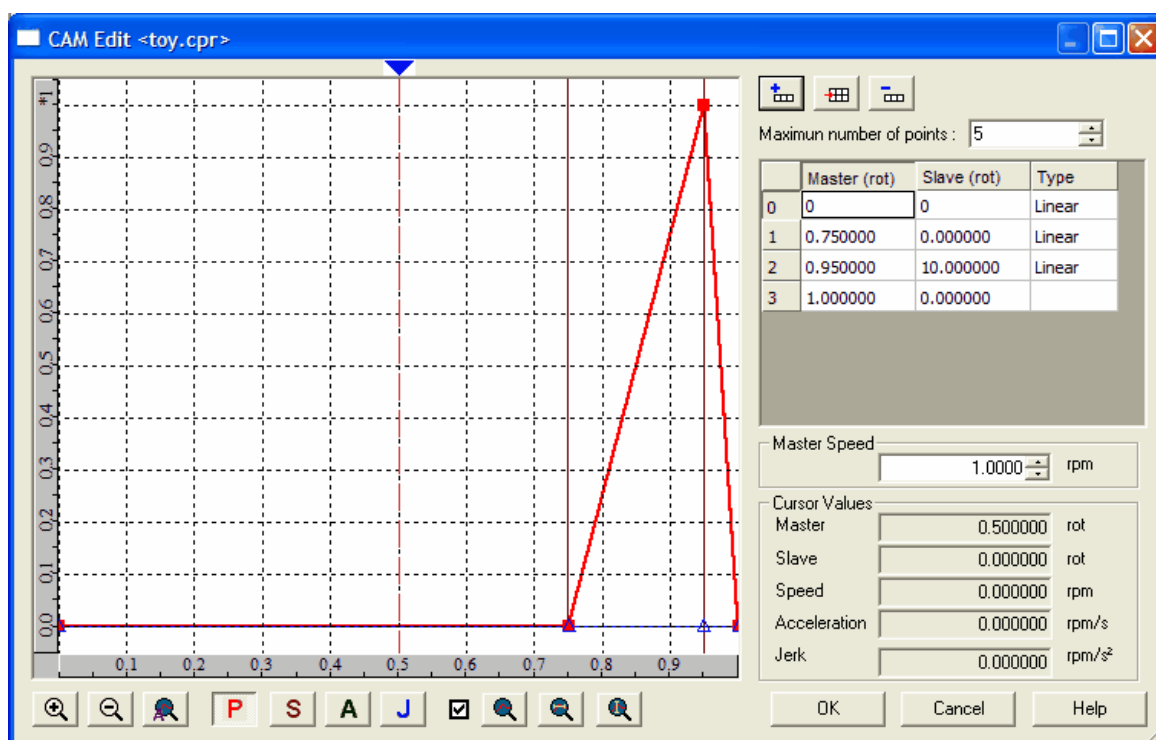 CAM Edit <toy.cpr>
*1
0,9
0,8
0,7
0,6
0,5
0,4
0,3
0,2
0,1
0,0
0,1 0,2 0,3 0,4 0,5 0,6 0,7 0,8 0,9
A P S A J
Maximun number of points : 5
Master (rot) Slave (rot) Type
0 0 0 Linear
1 0.750000 0.000000 Linear
2 0.950000 10.000000 Linear
3 1.000000 0.000000
Master Speed
1.0000 rpm
Cursor Values
Master 0.500000 rot
Slave 0.000000 rot
Speed 0.000000 rpm
Acceleration 0.000000 rpm/s
Jerk 0.000000 rpm/s²
OK Cancel Help